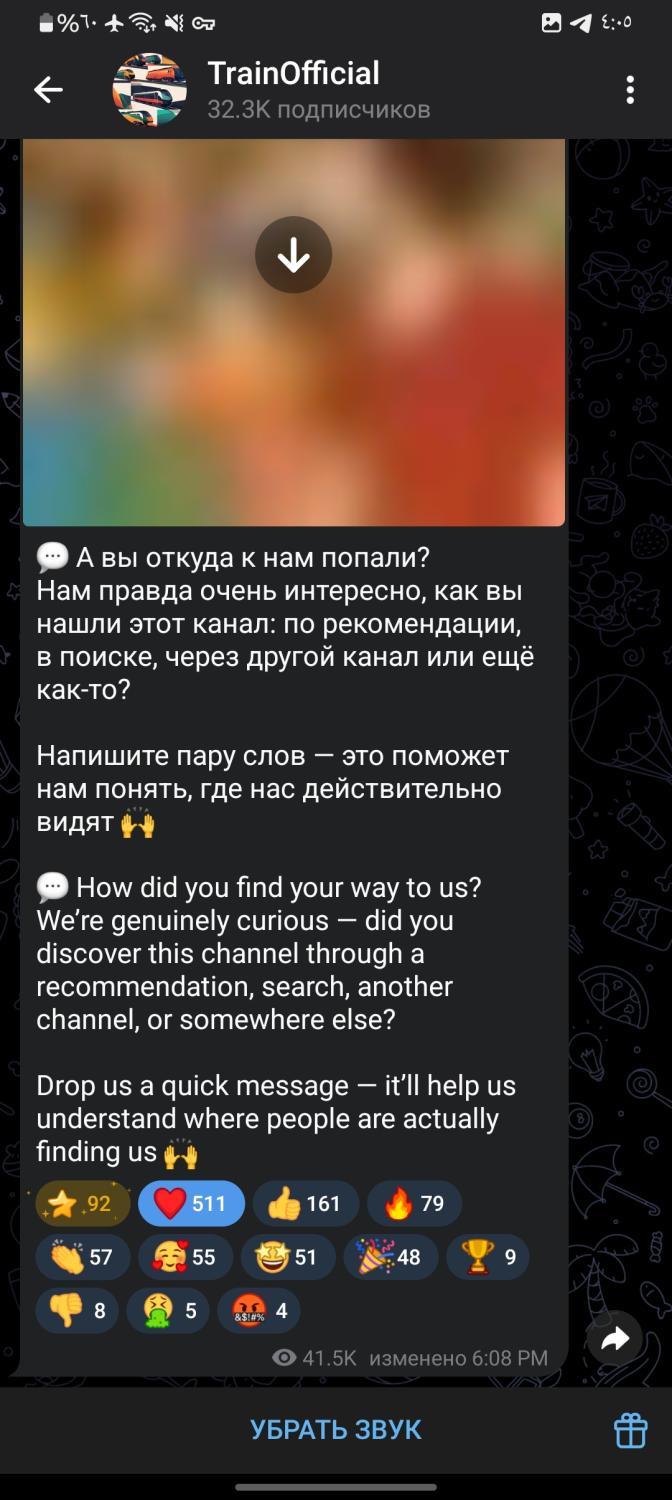 %٦٠ ٤:٠٥
TrainOfficial
32.3K подписчиков
💬 А вы откуда к нам попали?
Нам правда очень интересно, как вы
нашли этот канал: по рекомендации,
в поиске, через другой канал или ещё
как-то?
Напишите пару слов — это поможет
нам понять, где нас действительно
видят 🙌
💬 How did you find your way to us?
We’re genuinely curious — did you
discover this channel through a
recommendation, search, another
channel, or somewhere else?
Drop us a quick message — it’ll help us
understand where people are actually
finding us 🙌
⭐ 92 ❤️ 511 👍 161 🔥 79
👏 57 🥰 55 🤩 51 🎉 48 🏆 9
👎 8 🤮 5 🤬 &$!#% 4
41.5K изменено 6:08 PM
УБРАТЬ ЗВУК